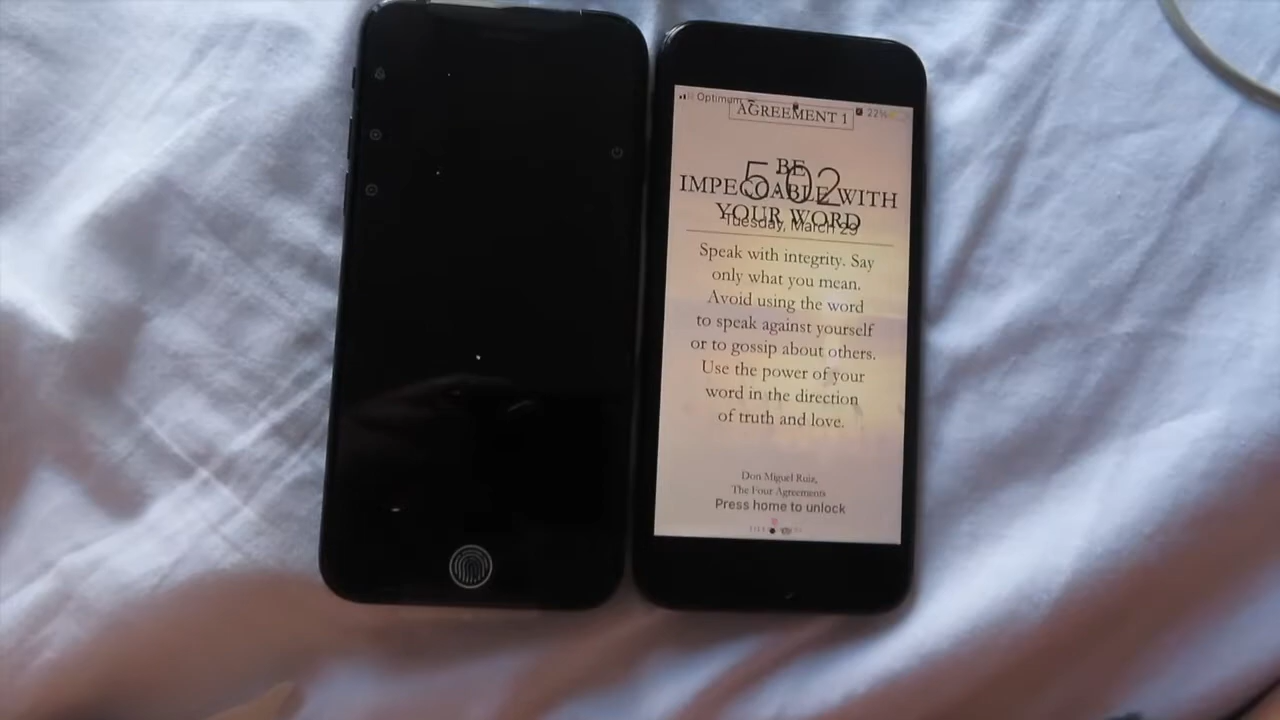 Optimum
22%
AGREEMENT 1
BE
5:02
IMPECCABLE WITH
YOUR WORD
Tuesday, March 29
Speak with integrity. Say
only what you mean.
Avoid using the word
to speak against yourself
or to gossip about others.
Use the power of your
word in the direction
of truth and love.
Don Miguel Ruiz,
The Four Agreements
Press home to unlock